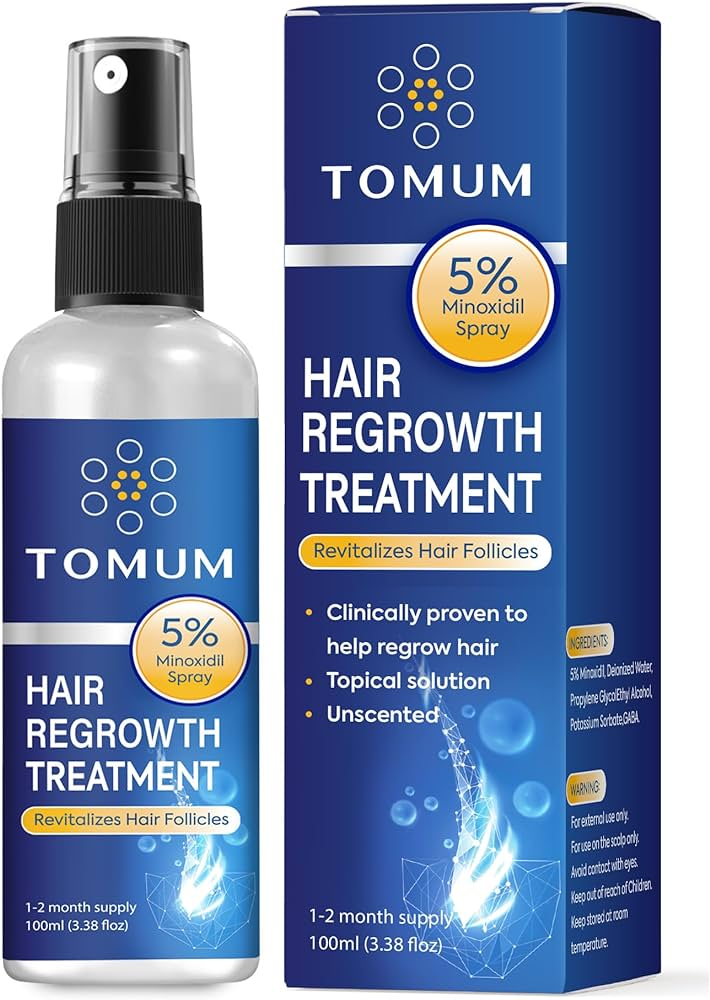 TOMUM
5%
Minoxidil
Spray
HAIR
REGROWTH
TREATMENT
Revitalizes Hair Follicles
1-2 month supply
100ml (3.38 floz)
TOMUM
5%
Minoxidil
Spray
HAIR
REGROWTH
TREATMENT
Revitalizes Hair Follicles
• Clinically proven to
help regrow hair
• Topical solution
• Unscented
1-2 month supply
100ml (3.38 floz)
INGREDIENTS:
5% Minoxidil, Deionized Water,
Propylene GlycolEthyl Alcohol,
Potassium Sorbate,GABA.
WARNING:
For external use only.
For use on the scalp only.
Avoid contact with eyes.
Keep out of reach of Children.
Keep stored at room
temperature.